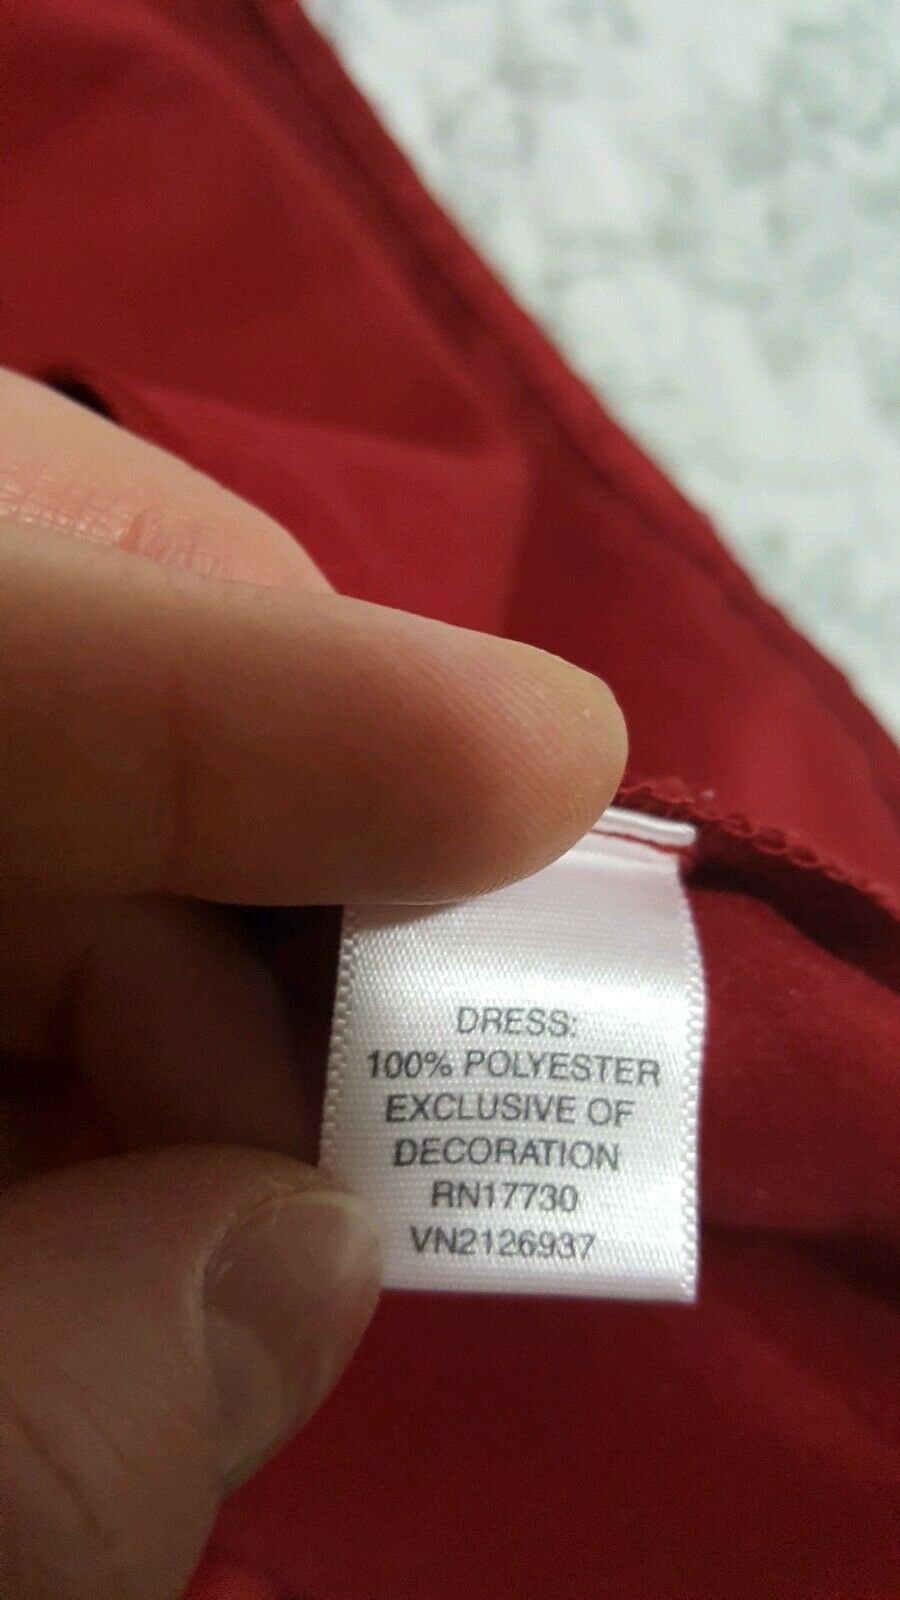 DRESS:
100% POLYESTER
EXCLUSIVE OF
DECORATION
RN17730
VN2126937